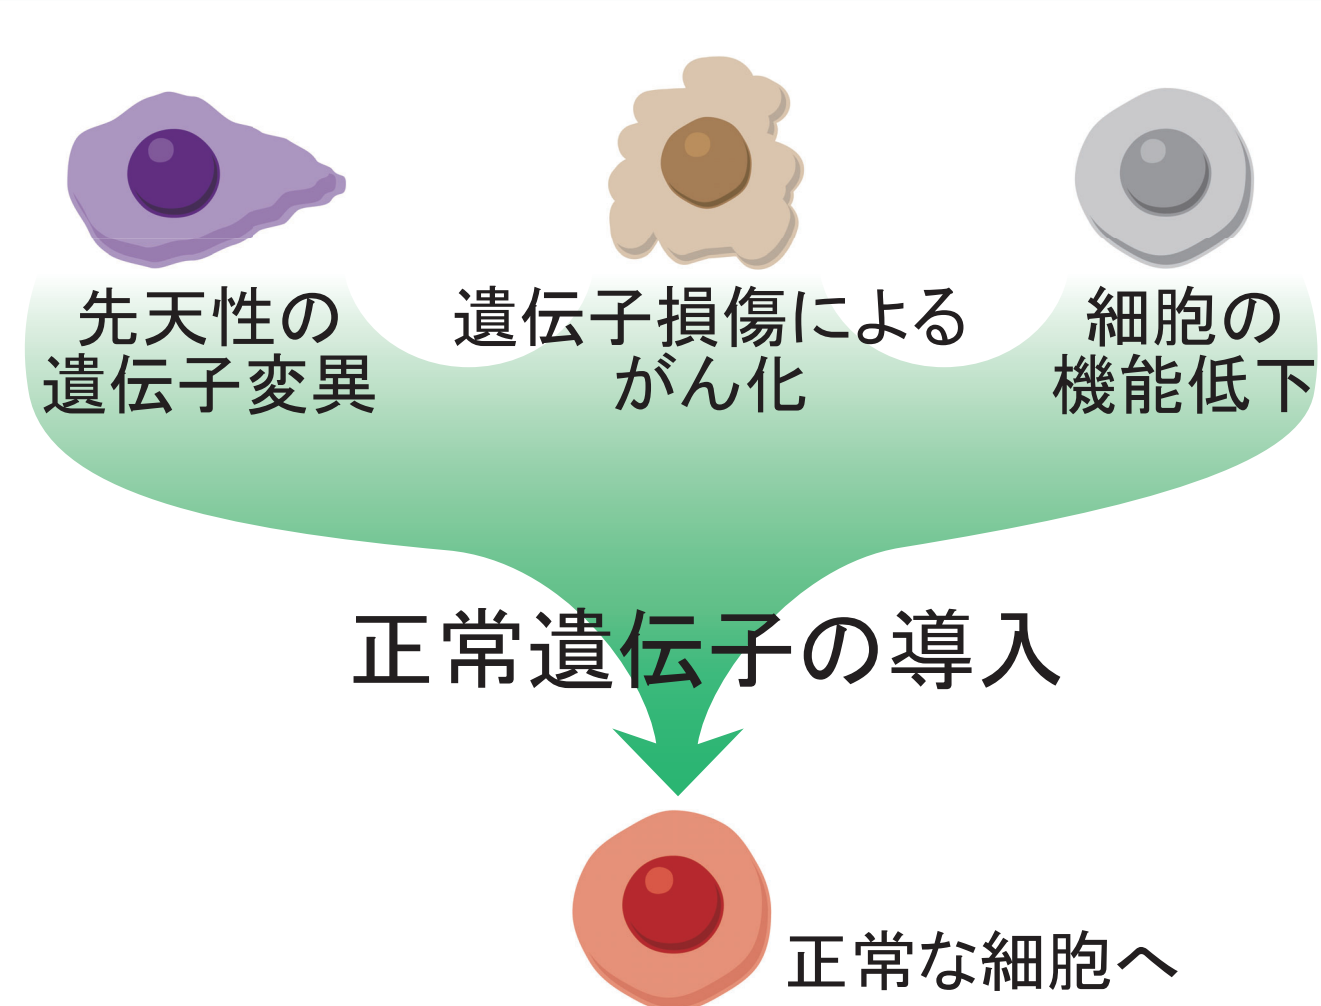 先天性の
遺伝子変異
遺伝子損傷による
がん化
細胞の
機能低下
正常遺伝子の導入
正常な細胞へ